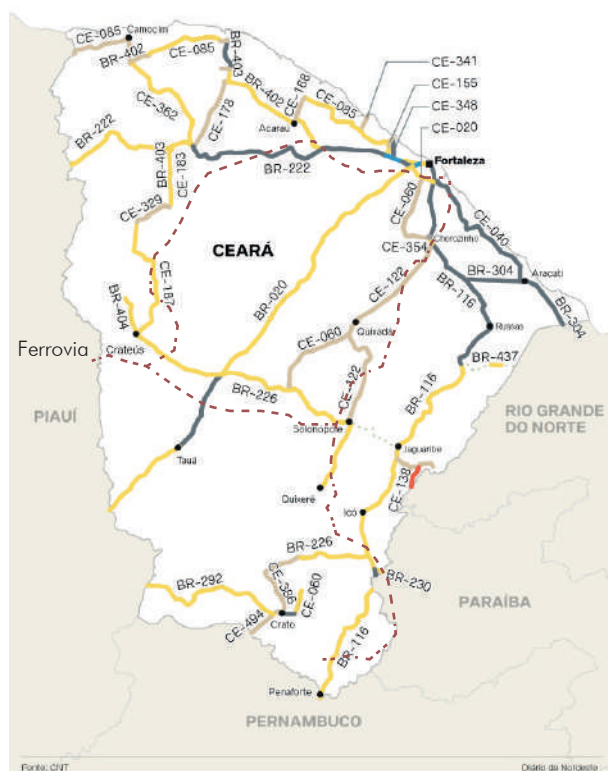 CE-085
Camocim
BR-402
CE-085
BR-403
CE-341
CE-155
CE-348
CE-020
CE-362
CE-178
BR-402
CE-168
CE-085
Acaraú
BR-222
BR-403
CE-183
BR-222
Fortaleza
CE-060
CE-040
CE-329
CEARÁ
CE-354
Chorozinho
CE-187
BR-020
CE-122
BR-304
Aracati
BR-116
BR-304
BR-404
Quixadá
Russas
CE-060
Ferrovia
Crateús
BR-437
BR-226
CE-122
BR-116
PIAUÍ
RIO GRANDE
DO NORTE
Solonopole
Tauá
Jaguaribe
CE-138
Quixeré
Icó
BR-226
BR-230
BR-292
CE-386
CE-060
PARAÍBA
CE-494
Crato
BR-116
Penaforte
PERNAMBUCO
Fonte: CNT
Diário do Nordeste